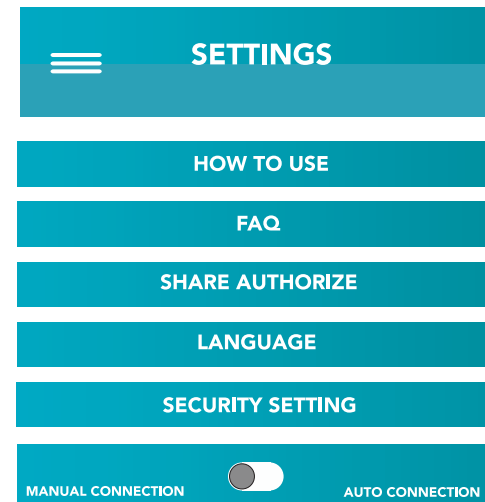 SETTINGS
HOW TO USE
FAQ
SHARE AUTHORIZE
LANGUAGE
SECURITY SETTING
MANUAL CONNECTION
AUTO CONNECTION